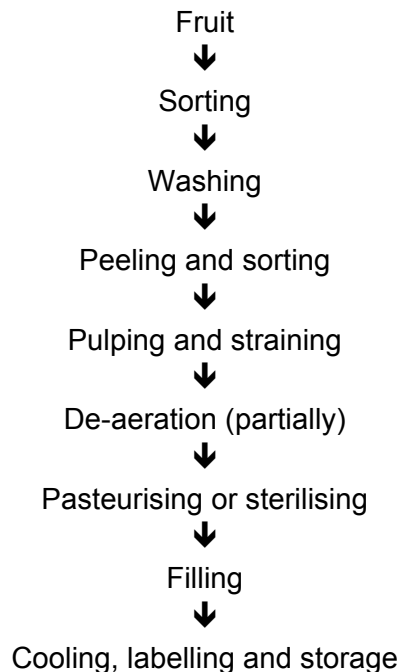 Fruit
Sorting
Washing
Peeling and sorting
Pulping and straining
De-aeration (partially)
Pasteurising or sterilising
Filling
Cooling, labelling and storage